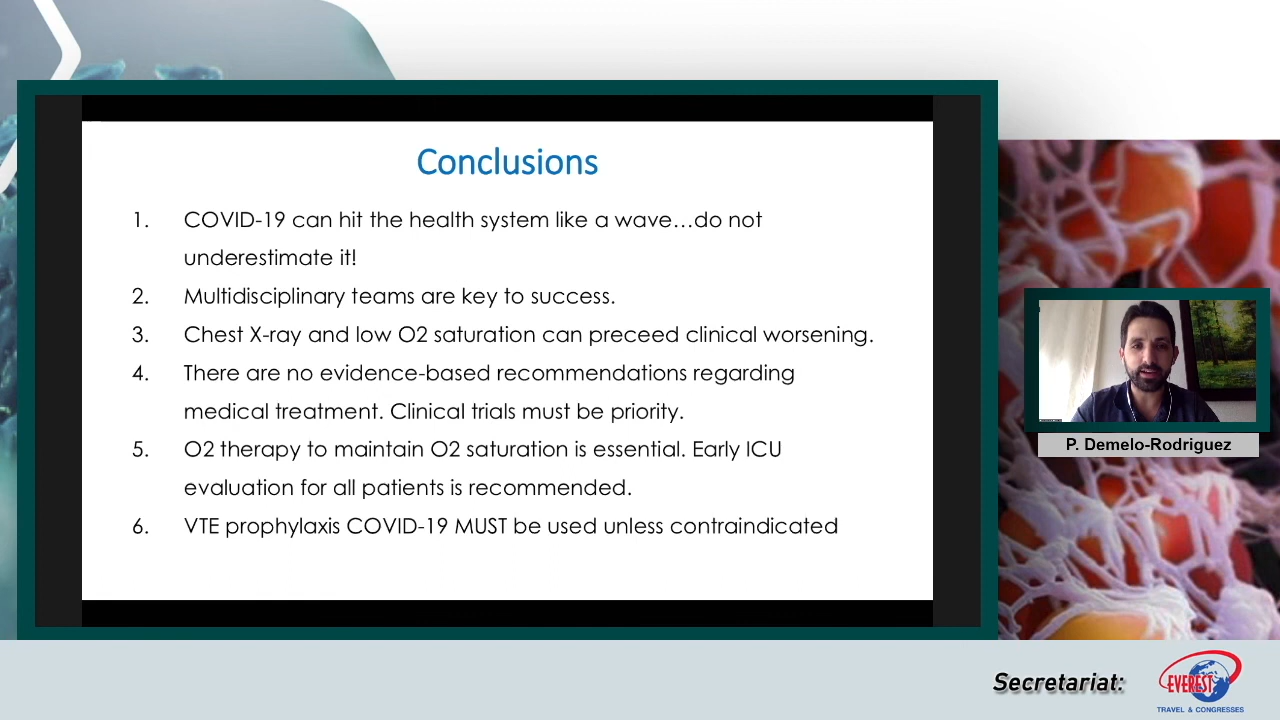 Conclusions
1. COVID-19 can hit the health system like a wave...do not
underestimate it!
2. Multidisciplinary teams are key to success.
3. Chest X-ray and low O2 saturation can preceed clinical worsening.
4. There are no evidence-based recommendations regarding
medical treatment. Clinical trials must be priority.
5. O2 therapy to maintain O2 saturation is essential. Early ICU
evaluation for all patients is recommended.
6. VTE prophylaxis COVID-19 MUST be used unless contraindicated
P. Demelo-Rodriguez
Secretariat:
EVEREST
TRAVEL & CONGRESSES